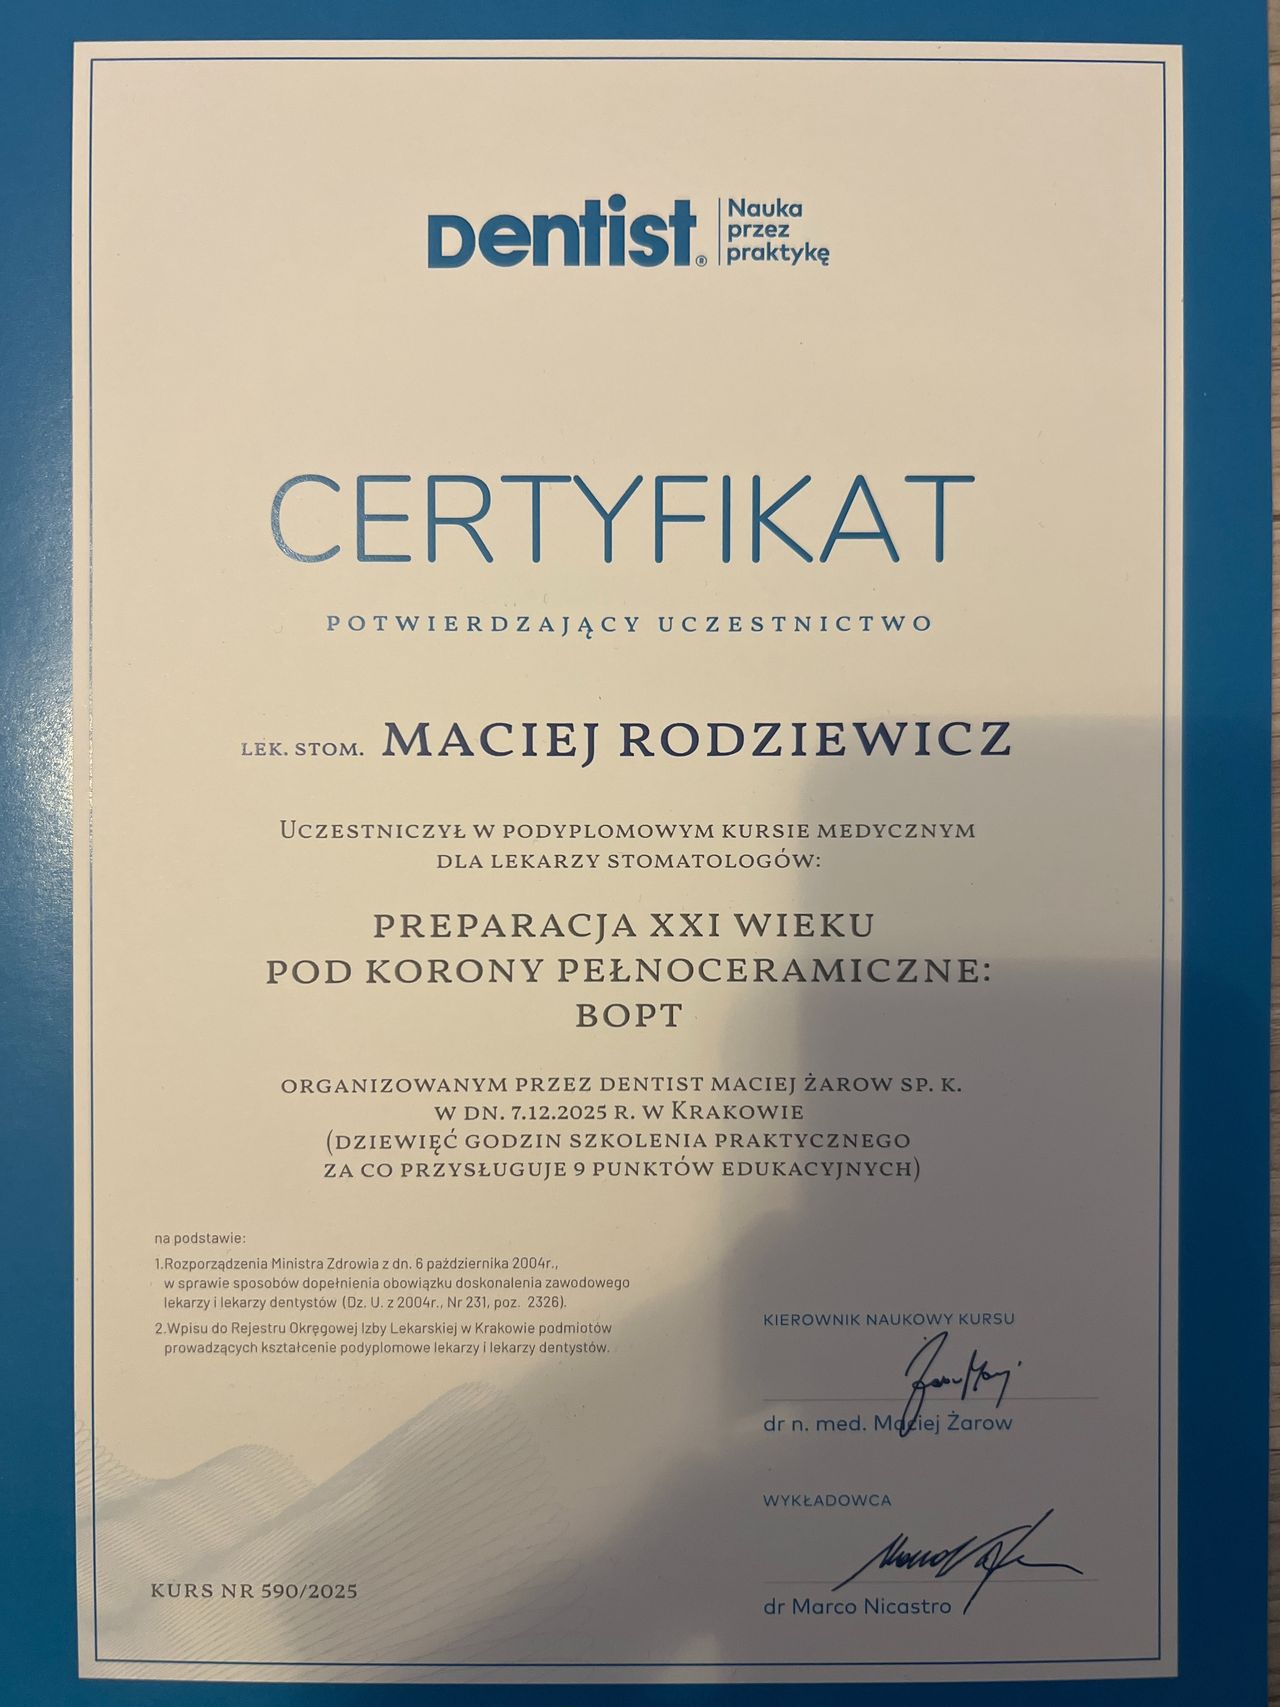 Dentist® Nauka
przez
praktykę
CERTYFIKAT
POTWIERDZAJĄCY UCZESTNICTWO
LEK. STOM. MACIEJ RODZIEWICZ
UCZESTNICZYŁ W PODYPLOMOWYM KURSIE MEDYCZNYM
DLA LEKARZY STOMATOLOGÓW:
PREPARACJA XXI WIEKU
POD KORONY PEŁNOCERAMICZNE:
BOPT
ORGANIZOWANYM PRZEZ DENTIST MACIEJ ŻAROW SP. K.
W DN. 7.12.2025 R. W KRAKOWIE
(DZIEWIĘĆ GODZIN SZKOLENIA PRAKTYCZNEGO
ZA CO PRZYSŁUGUJE 9 PUNKTÓW EDUKACYJNYCH)
na podstawie:
1.Rozporządzenia Ministra Zdrowia z dn. 6 października 2004r.,
w sprawie sposobów dopełnienia obowiązku doskonalenia zawodowego
lekarzy i lekarzy dentystów (Dz. U. z 2004r., Nr 231, poz. 2326).
2.Wpisu do Rejestru Okręgowej Izby Lekarskiej w Krakowie podmiotów
prowadzących kształcenie podyplomowe lekarzy i lekarzy dentystów.
KIEROWNIK NAUKOWY KURSU
dr n. med. Maciej Żarow
WYKŁADOWCA
dr Marco Nicastro
KURS NR 590/2025